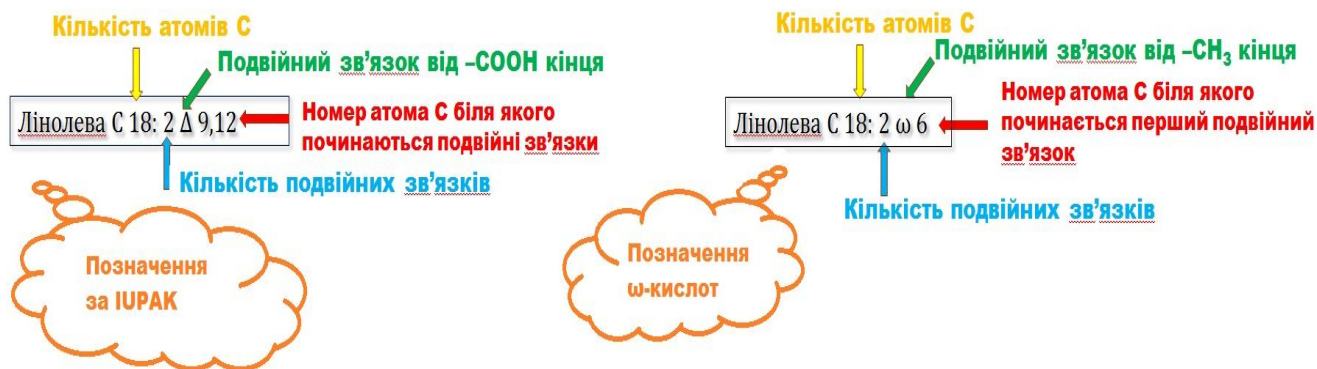 Кількість атомів С
Подвійний зв'язок від –СООН кінця
Лінолева С 18: 2 Δ 9,12
Номер атома С біля якого
починаються подвійні зв'язки
Кількість подвійних зв'язків
Позначення
за IUPAK
Кількість атомів С
Подвійний зв'язок від –CH₃ кінця
Лінолева С 18: 2 ω 6
Номер атома С біля якого
починається перший подвійний
зв'язок
Кількість подвійних зв'язків
Позначення
ω-кислот